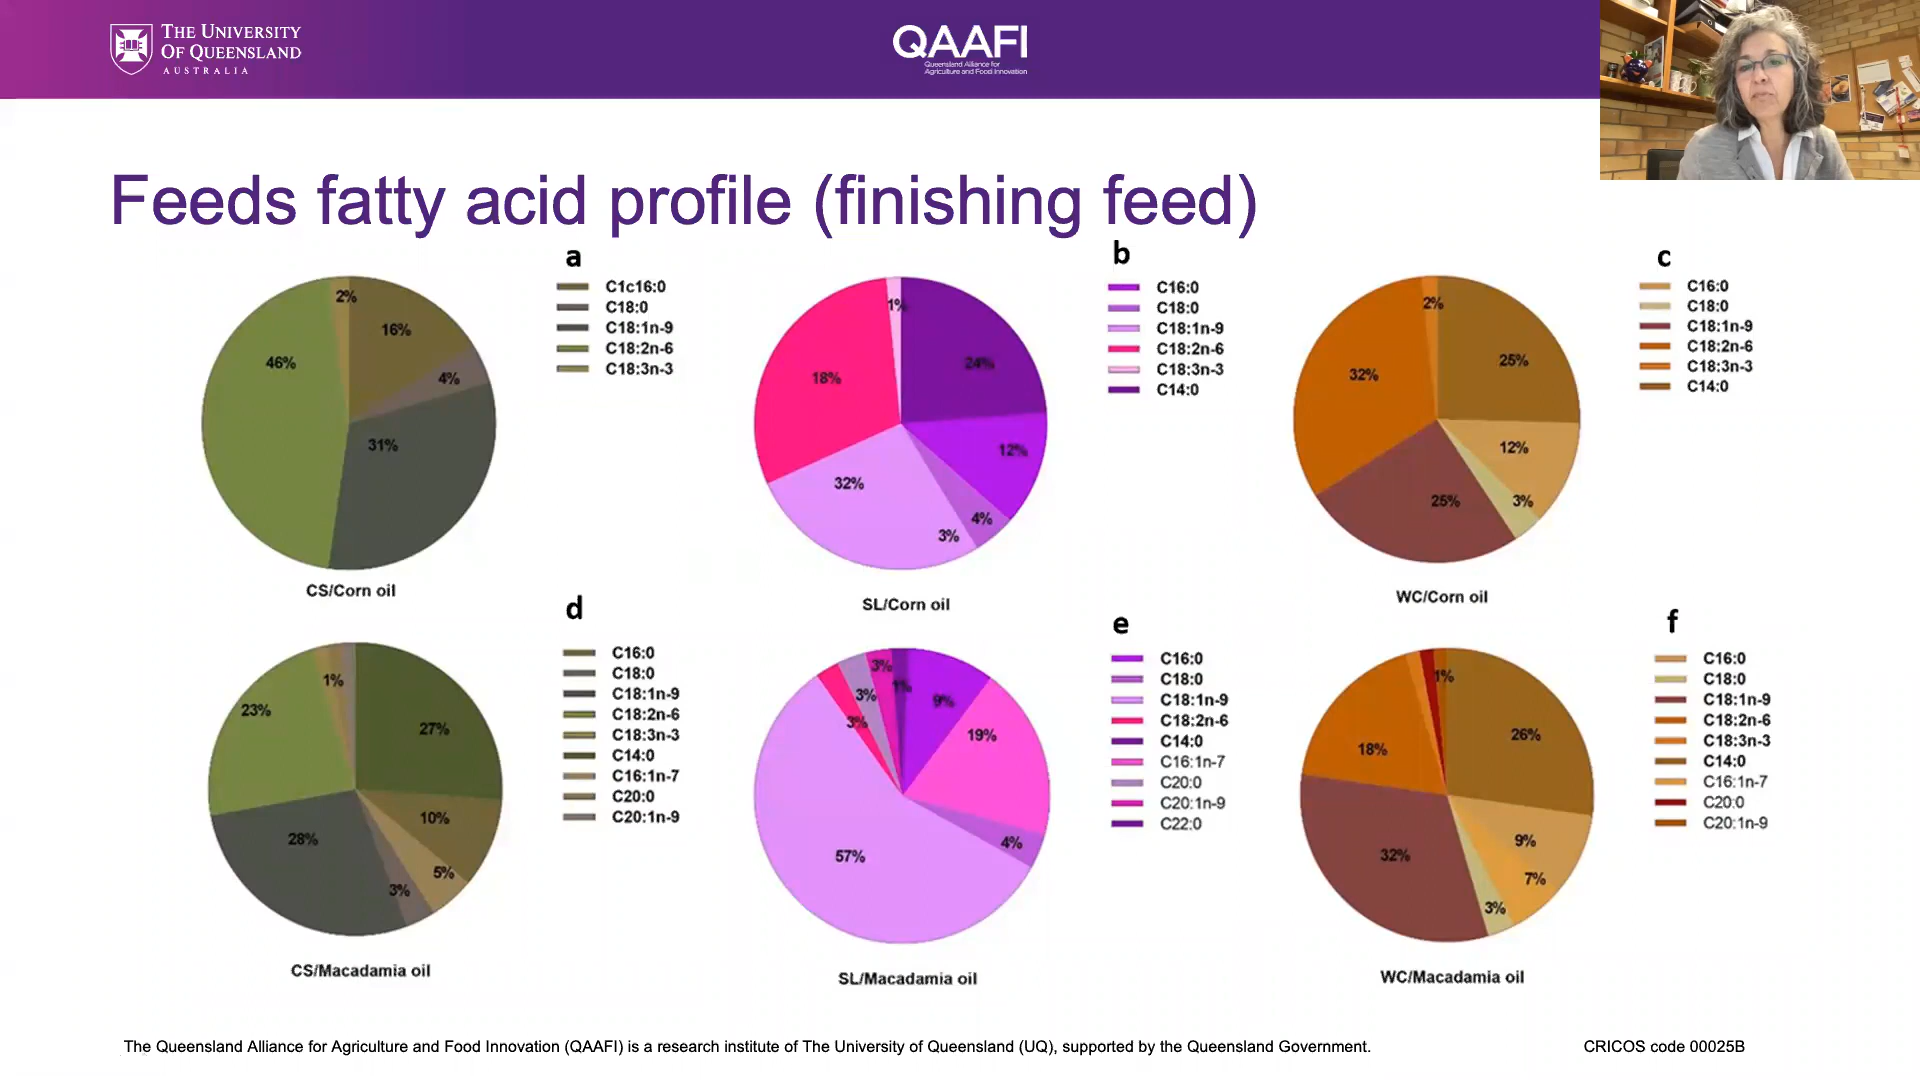 THE UNIVERSITY
OF QUEENSLAND
AUSTRALIA
QAAFI
Queensland Alliance for
Agriculture and Food Innovation
Feeds fatty acid profile (finishing feed)
a
2%
16%
46%
4%
31%
C1c16:0
C18:0
C18:1n-9
C18:2n-6
C18:3n-3
CS/Corn oil
b
1%
24%
18%
12%
32%
4%
3%
C16:0
C18:0
C18:1n-9
C18:2n-6
C18:3n-3
C14:0
SL/Corn oil
c
2%
25%
32%
12%
25%
3%
C16:0
C18:0
C18:1n-9
C18:2n-6
C18:3n-3
C14:0
WC/Corn oil
d
1%
23%
27%
10%
28%
5%
3%
C16:0
C18:0
C18:1n-9
C18:2n-6
C18:3n-3
C14:0
C16:1n-7
C20:0
C20:1n-9
CS/Macadamia oil
e
3%
1%
3%
9%
3%
19%
4%
57%
C16:0
C18:0
C18:1n-9
C18:2n-6
C14:0
C16:1n-7
C20:0
C20:1n-9
C22:0
SL/Macadamia oil
f
1%
26%
18%
9%
32%
7%
3%
C16:0
C18:0
C18:1n-9
C18:2n-6
C18:3n-3
C14:0
C16:1n-7
C20:0
C20:1n-9
WC/Macadamia oil
The Queensland Alliance for Agriculture and Food Innovation (QAAFI) is a research institute of The University of Queensland (UQ), supported by the Queensland Government.
CRICOS code 00025B